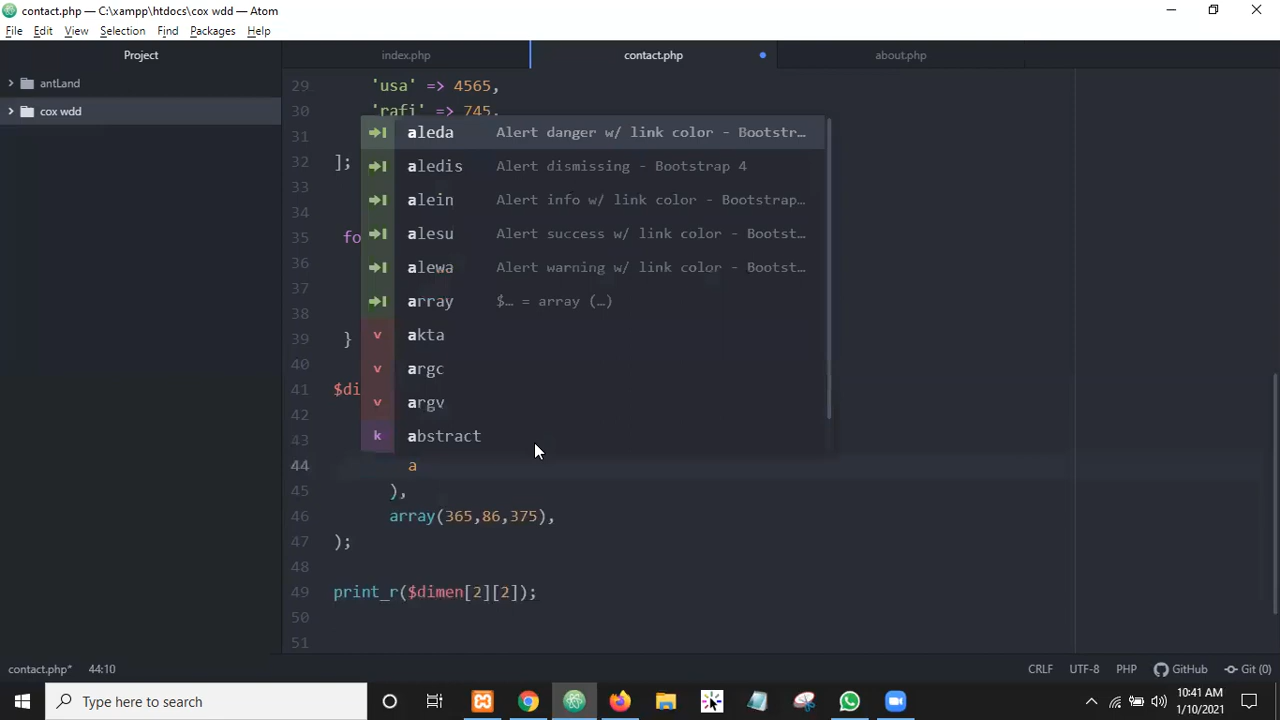 contact.php — C:\xampp\htdocs\cox wdd — Atom
File Edit View Selection Find Packages Help
Project
index.php
contact.php
about.php
antLand
cox wdd
29 'usa' => 4565,
30 'rafi' => 745,
31
32 ];
33
34
35 fo
36
37
38
39 }
40
41 $di
42
43
44 a
45 ),
46 array(365,86,375),
47 );
48
49 print_r($dimen[2][2]);
50
51
aleda Alert danger w/ link color - Bootstr…
aledis Alert dismissing - Bootstrap 4
alein Alert info w/ link color - Bootstrap…
alesu Alert success w/ link color - Bootst…
alewa Alert warning w/ link color - Bootst…
array $… = array (…)
v akta
v argc
v argv
k abstract
contact.php* 44:10
CRLF UTF-8 PHP GitHub Git (0)
Type here to search
10:41 AM
1/10/2021